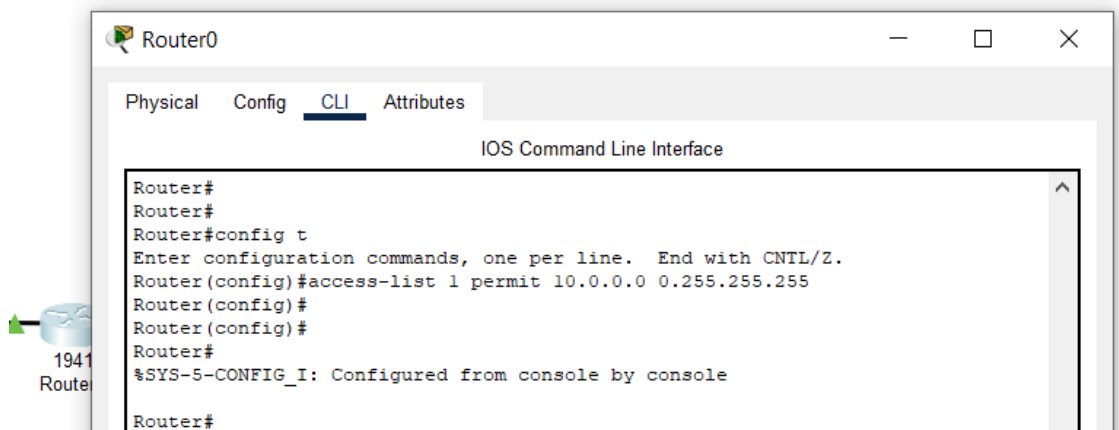 Router0
Physical Config CLI Attributes
IOS Command Line Interface
Router#
Router#
Router#config t
Enter configuration commands, one per line.  End with CNTL/Z.
Router(config)#access-list 1 permit 10.0.0.0 0.255.255.255
Router(config)#
Router(config)#
Router#
%SYS-5-CONFIG_I: Configured from console by console
Router#
1941
Route